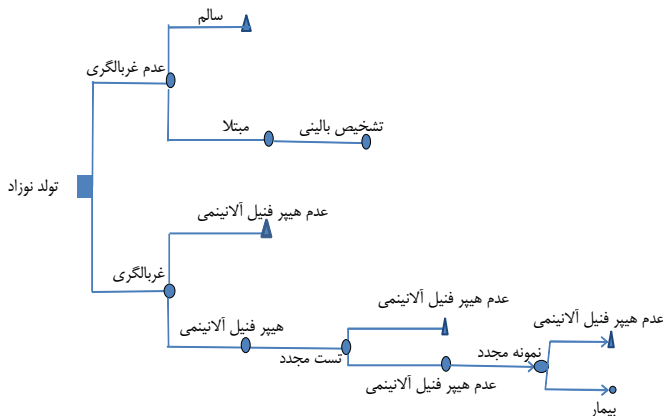 سالم
عدم غربالگری
مبتلا
تشخیص بالینی
تولد نوزاد
عدم هیپر فنیل آلانینمی
غربالگری
هیپر فنیل آلانینمی
تست مجدد
عدم هیپر فنیل آلانینمی
عدم هیپر فنیل آلانینمی
نمونه مجدد
عدم هیپر فنیل آلانینمی
بیمار